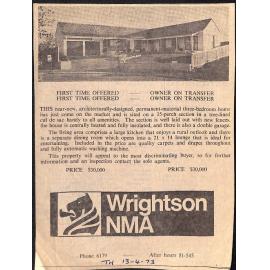 FIRST TIME OFFERED — OWNER ON TRANSFER
FIRST TIME OFFERED — OWNER ON TRANSFER
THIS near-new, architecturally-designed, permanent-material three-bedroom home
has just come on the market and is sited on a 35-perch section in a tree-lined
cul de sac handy to all amenities. The section is well laid out with new fences,
the house is centrally heated and fully insulated, and there is also a double garage.
The living area comprises a large kitchen that enjoys a rural outlook and there
is a separate dining room which opens into a 21 x 14 lounge that is ideal for
entertaining. Included in the price are quality carpets and drapes throughout
and fully automatic washing machine.
This property will appeal to the most discriminating buyer, so for further
information and an inspection contact the sole agents.
PRICE $30,000 PRICE $30,000
Wrightson
NMA
Phone 6179 — After hours 81-545
TH 13-4-73